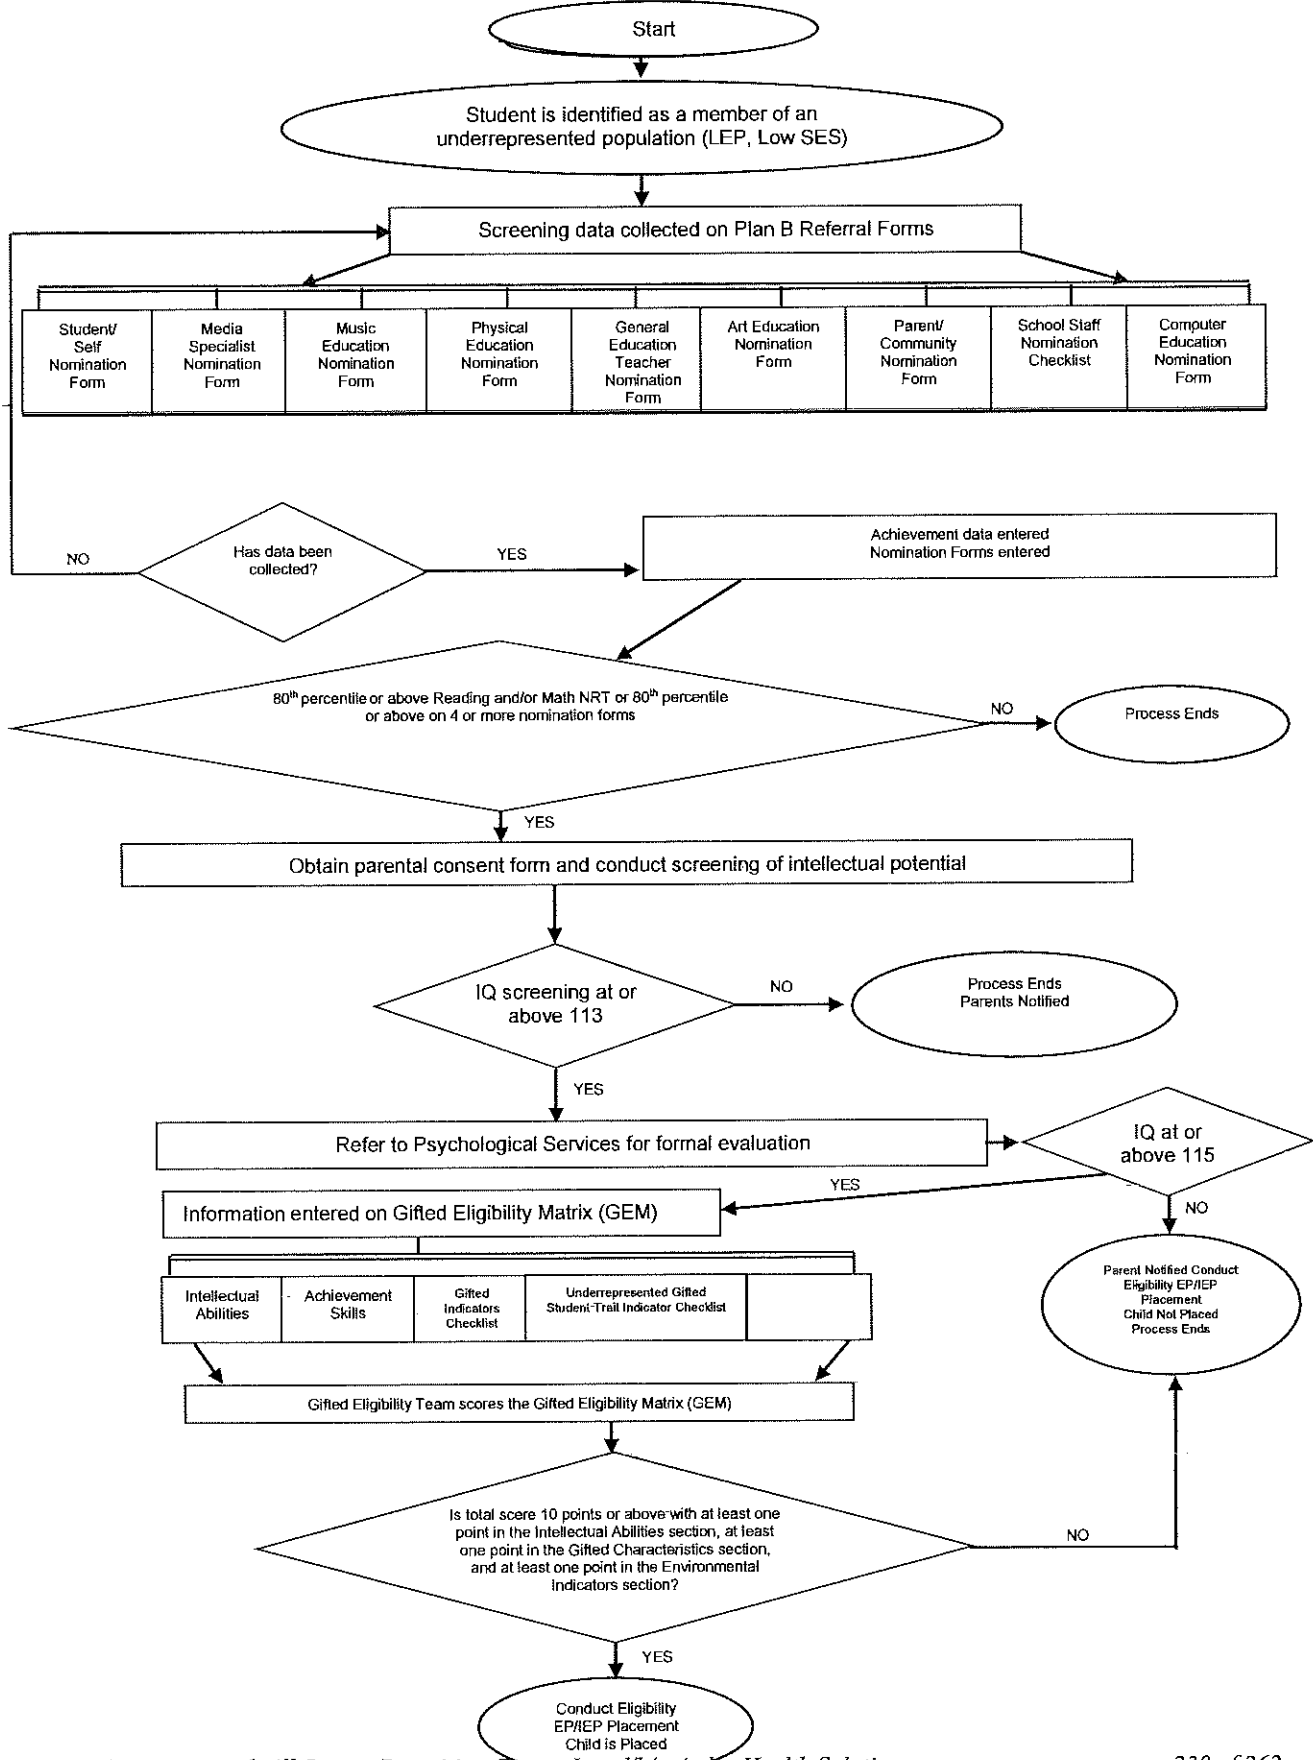 Start
Student is identified as a member of an
underrepresented population (LEP, Low SES)
Screening data collected on Plan B Referral Forms
Student/
Self
Nomination
Form
Media
Specialist
Nomination
Form
Music
Education
Nomination
Form
Physical
Education
Nomination
Form
General
Education
Teacher
Nomination
Form
Art Education
Nomination
Form
Parent/
Community
Nomination
Form
School Staff
Nomination
Checklist
Computer
Education
Nomination
Form
NO
Has data been
collected?
YES
Achievement data entered
Nomination Forms entered
80th percentile or above Reading and/or Math NRT or 80th percentile
or above on 4 or more nomination forms
NO
Process Ends
YES
Obtain parental consent form and conduct screening of intellectual potential
IQ screening at or
above 113
NO
Process Ends
Parents Notified
YES
Refer to Psychological Services for formal evaluation
IQ at or
above 115
YES
NO
Information entered on Gifted Eligibility Matrix (GEM)
Intellectual
Abilities
Achievement
Skills
Gifted
Indicators
Checklist
Underrepresented Gifted
Student-Trait Indicator Checklist
Parent Notified Conduct
Eligibility EP/IEP
Placement
Child Not Placed
Process Ends
Gifted Eligibility Team scores the Gifted Eligibility Matrix (GEM)
Is total score 10 points or above with at least one
point in the Intellectual Abilities section, at least
one point in the Gifted Characteristics section,
and at least one point in the Environmental
Indicators section?
NO
YES
Conduct Eligibility
EP/IEP Placement
Child is Placed